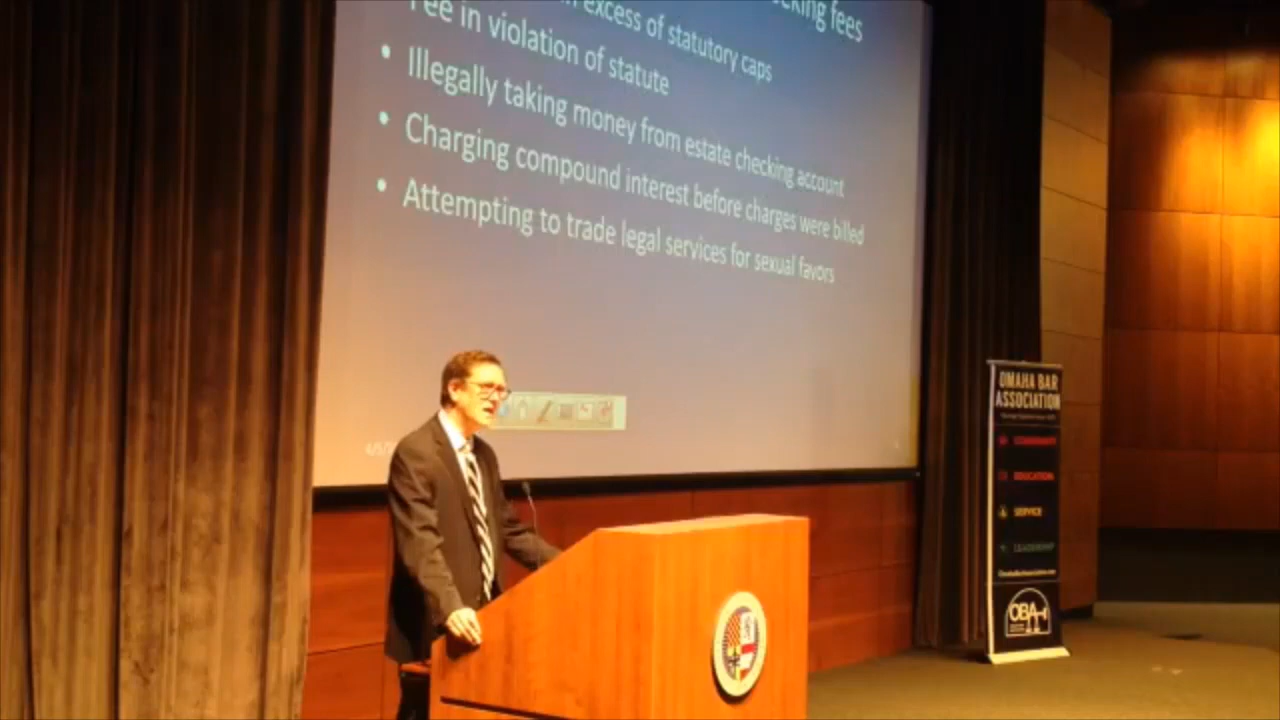 cking fees
excess of statutory caps
Fee in violation of statute
• Illegally taking money from estate checking account
• Charging compound interest before charges were billed
• Attempting to trade legal services for sexual favors
OMAHA BAR
ASSOCIATION
COMMUNITY
EDUCATION
SERVICE
LEADERSHIP
OBA